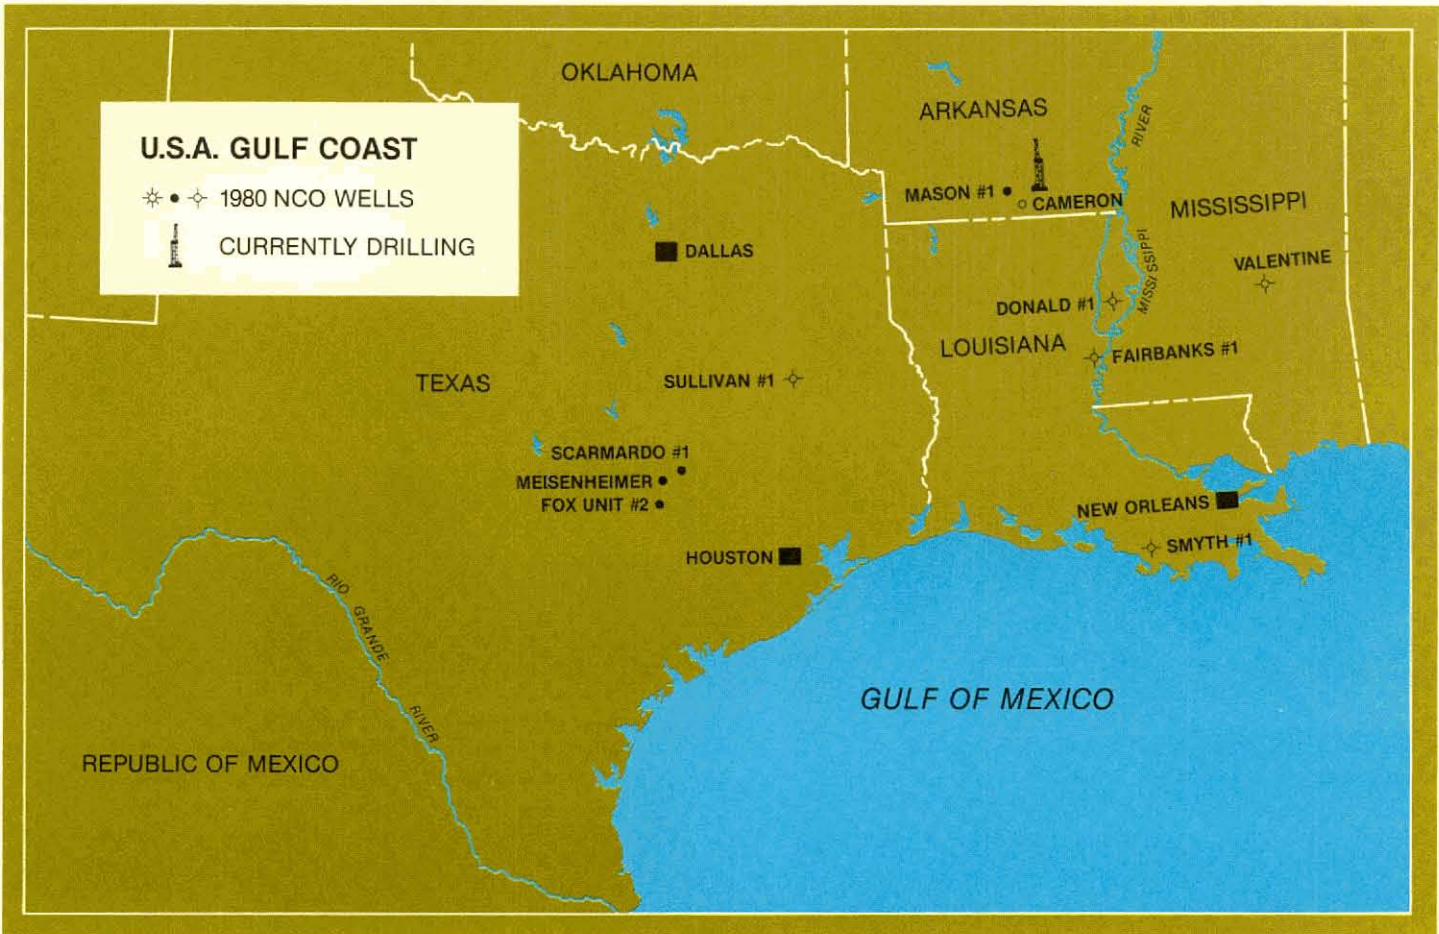 OKLAHOMA
ARKANSAS
RIVER
U.S.A. GULF COAST
1980 NCO WELLS
CURRENTLY DRILLING
MASON #1
CAMERON
MISSISSIPPI
DALLAS
MISSISSIPPI
VALENTINE
DONALD #1
LOUISIANA
FAIRBANKS #1
TEXAS
SULLIVAN #1
SCARMARDO #1
MEISENHEIMER
FOX UNIT #2
NEW ORLEANS
SMYTH #1
HOUSTON
RIO GRANDE
RIVER
GULF OF MEXICO
REPUBLIC OF MEXICO